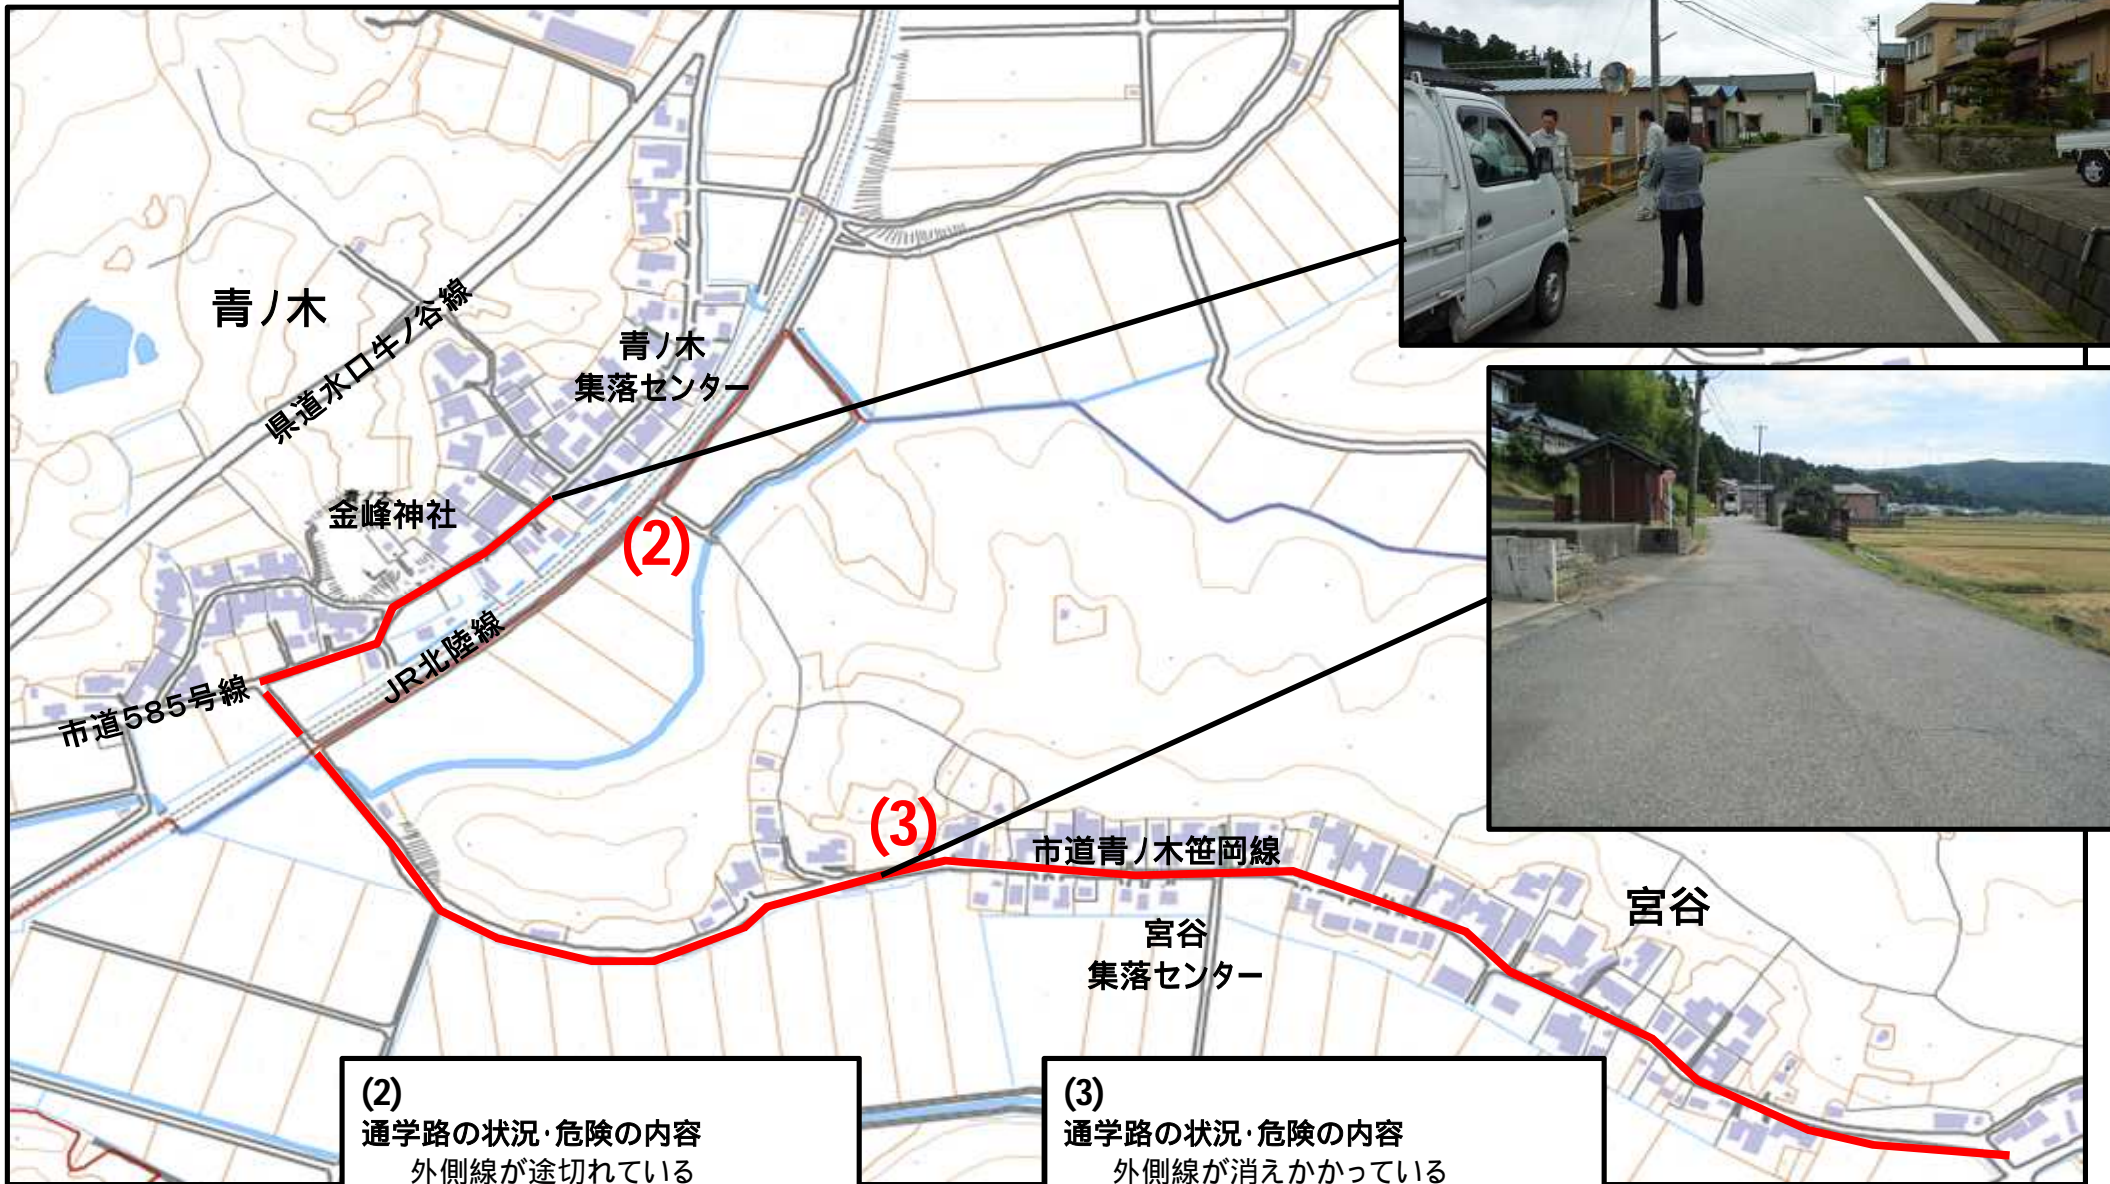 青ノ木
県道水口牛ノ谷線
青ノ木
集落センター
金峰神社
(2)
JR北陸線
市道585号線
(3)
市道青ノ木笹岡線
宮谷
宮谷
集落センター
(2)
通学路の状況・危険の内容
外側線が途切れている
(3)
通学路の状況・危険の内容
外側線が消えかかっている